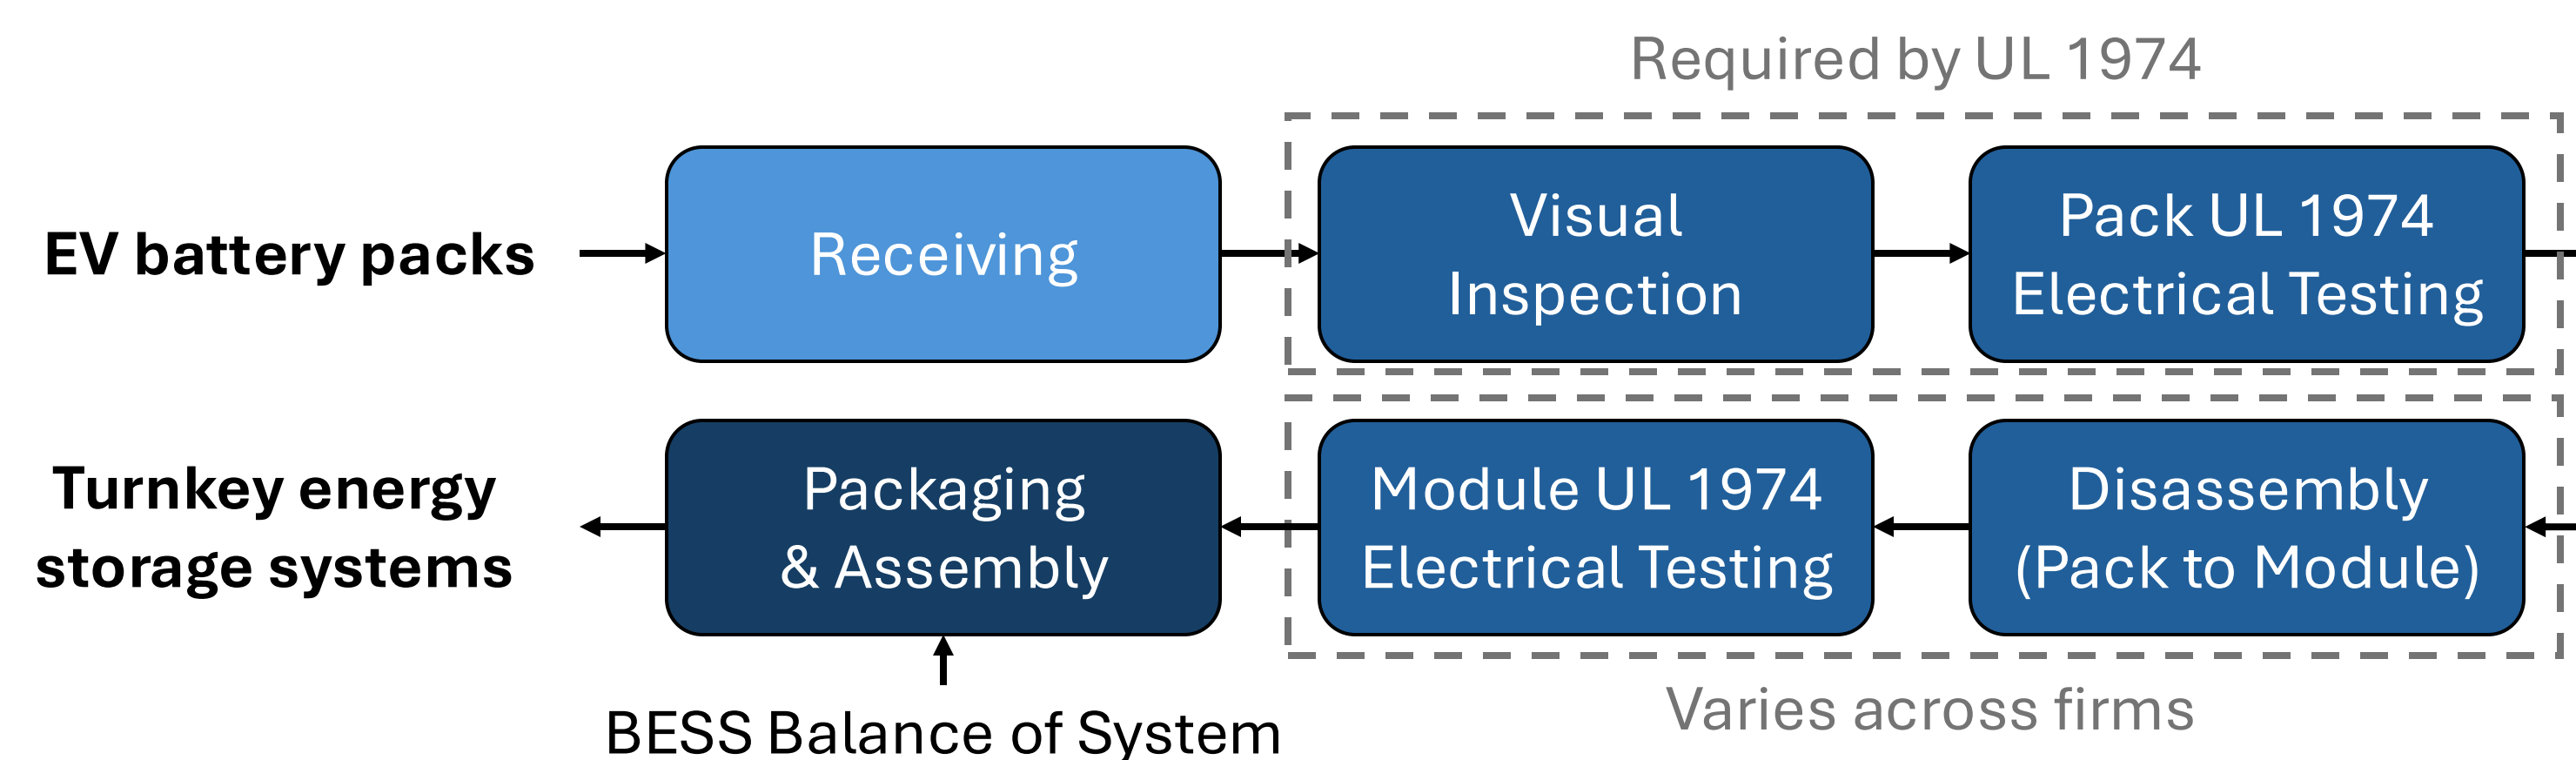 Required by UL 1974
EV battery packs
Receiving
Visual
Inspection
Pack UL 1974
Electrical Testing
Turnkey energy
storage systems
Packaging
& Assembly
Module UL 1974
Electrical Testing
Disassembly
(Pack to Module)
BESS Balance of System
Varies across firms